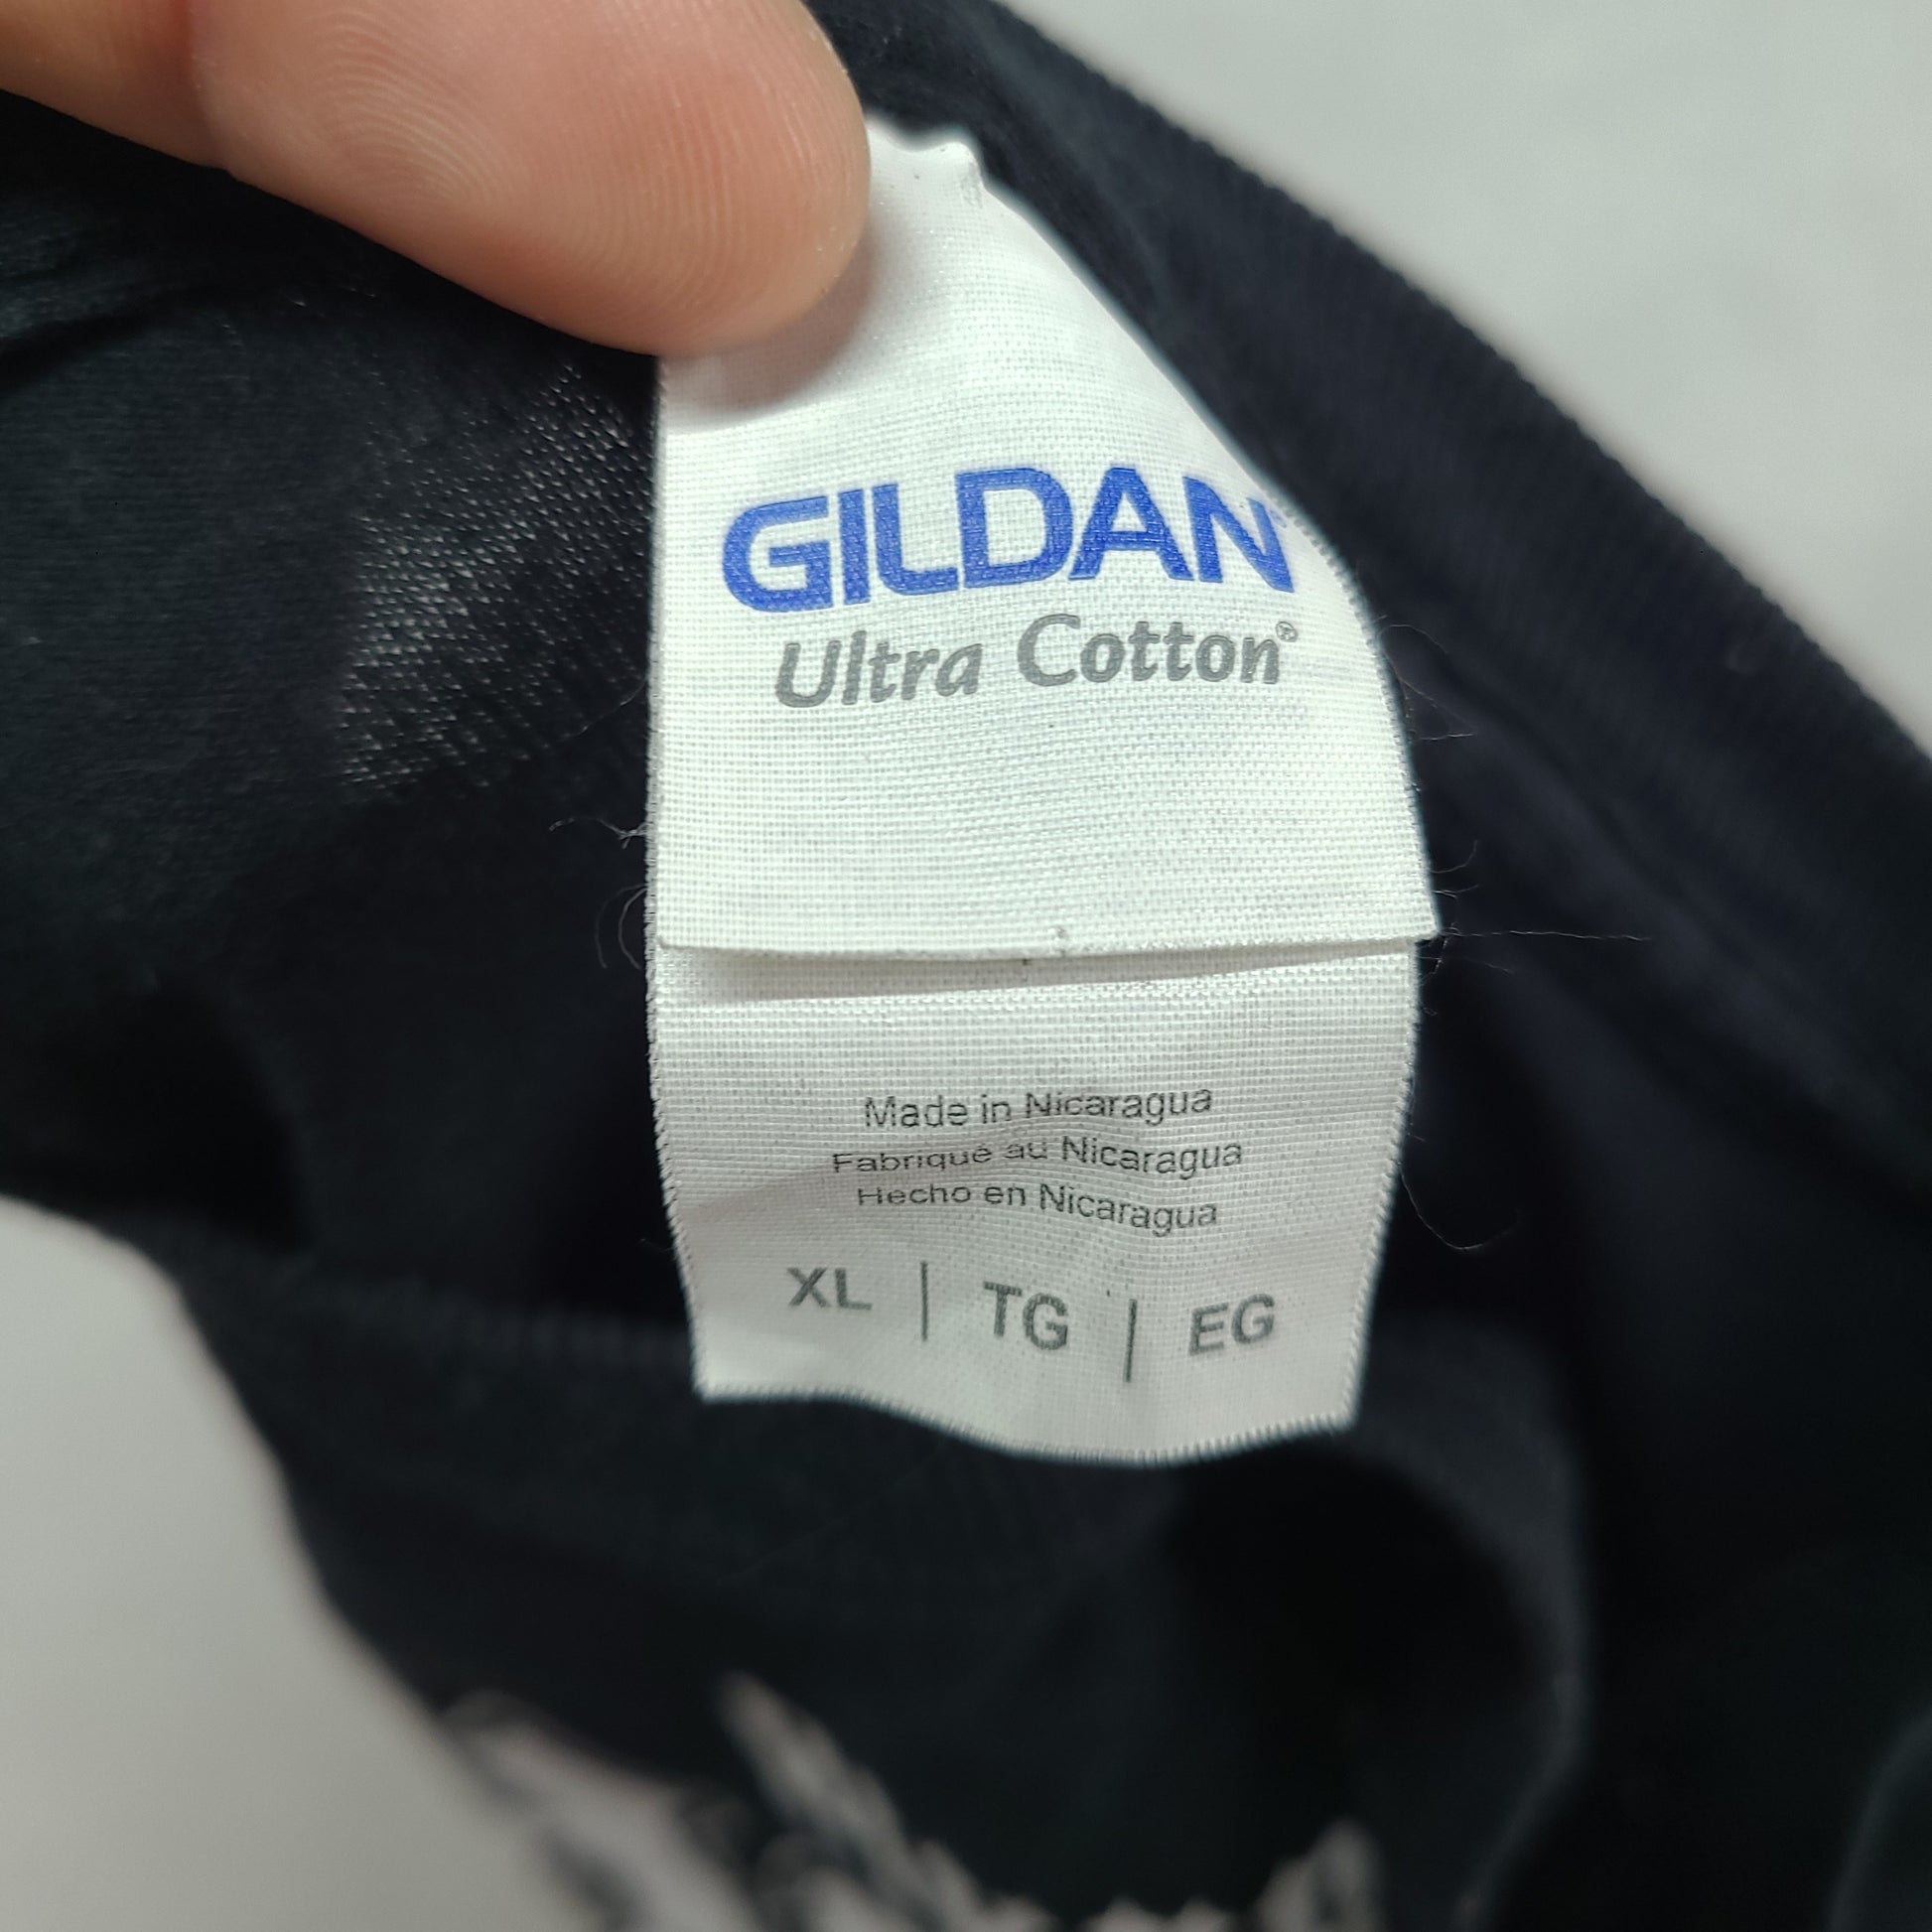 GILDAN®
Ultra Cotton®
Made in Nicaragua
Fabriqué au Nicaragua
Hecho en Nicaragua
XL | TG | EG